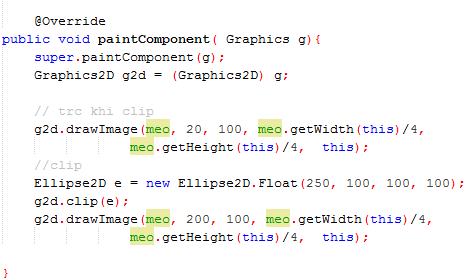 @Override
public void paintComponent( Graphics g){
super.paintComponent(g);
Graphics2D g2d = (Graphics2D) g;
// trc khi clip
g2d.drawImage(meo, 20, 100, meo.getWidth(this)/4,
meo.getHeight(this)/4,  this);
//clip
Ellipse2D e = new Ellipse2D.Float(250, 100, 100, 100);
g2d.clip(e);
g2d.drawImage(meo, 200, 100, meo.getWidth(this)/4,
meo.getHeight(this)/4,  this);
}